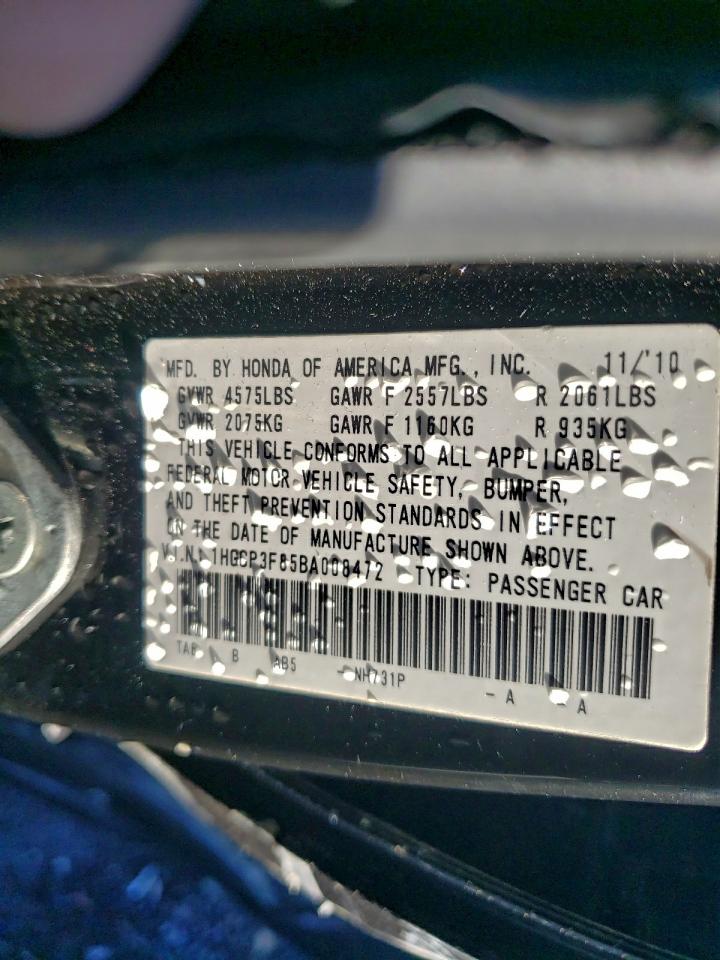 MFD. BY HONDA OF AMERICA MFG., INC. 11/'10
GVWR 4575LBS GAWR F 2557LBS R 2061LBS
GVWR 2075KG GAWR F 1160KG R 935KG
THIS VEHICLE CONFORMS TO ALL APPLICABLE
FEDERAL MOTOR VEHICLE SAFETY, BUMPER,
AND THEFT PREVENTION STANDARDS IN EFFECT
ON THE DATE OF MANUFACTURE SHOWN ABOVE.
V.I.N.: 1HGCP3F85BA008472 TYPE: PASSENGER CAR
B AB5 - NH731P - A - A